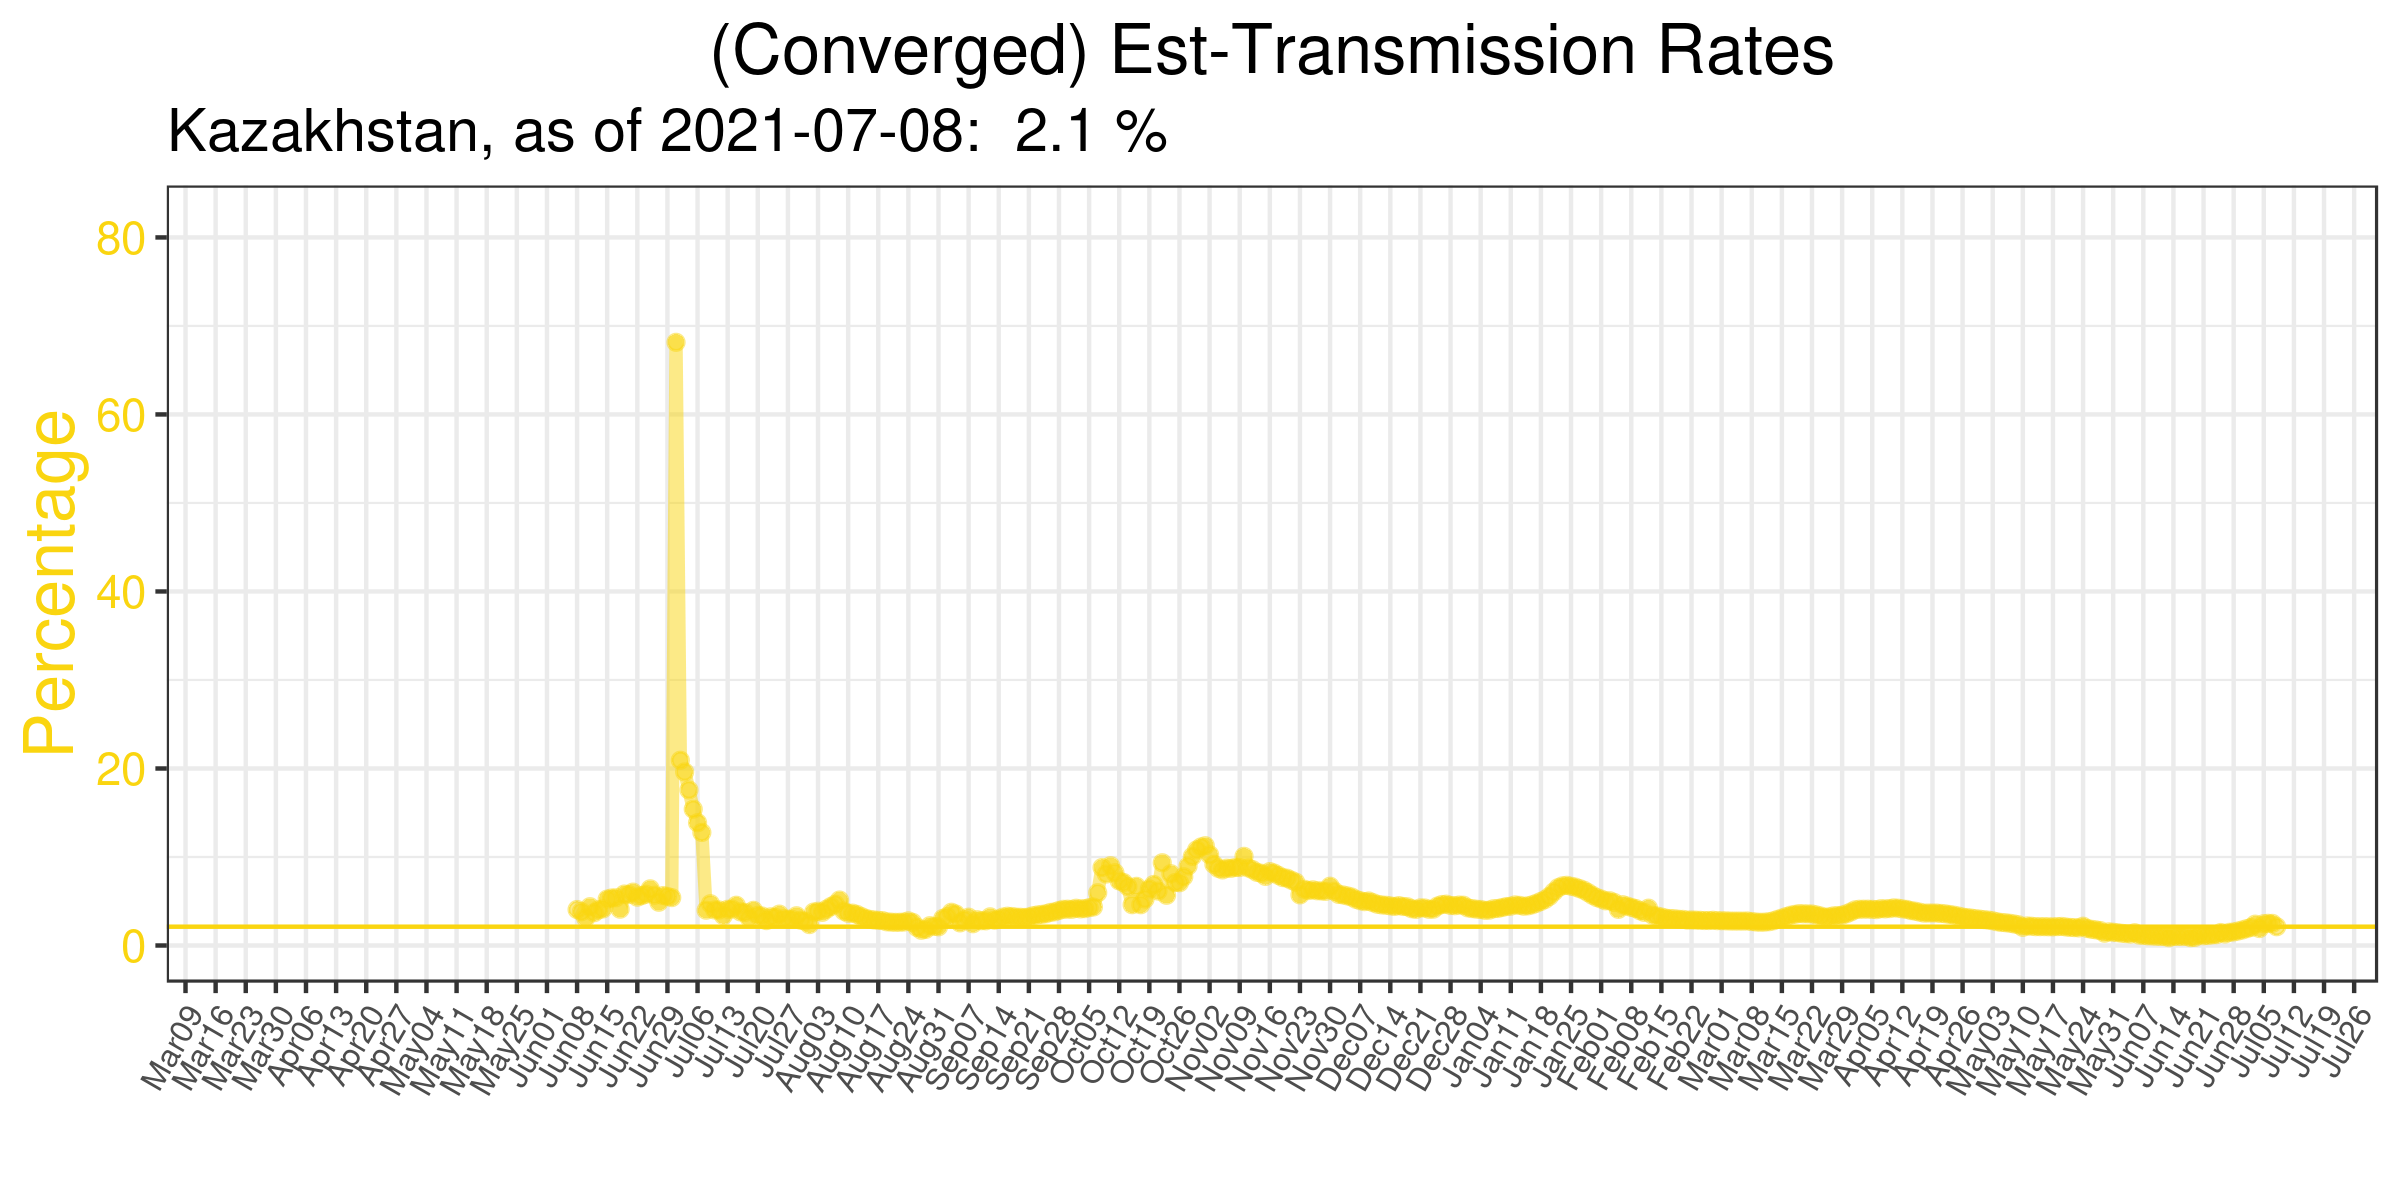 (Converged) Est-Transmission Rates
Kazakhstan, as of 2021-07-08:  2.1 %
Percentage
80
60
40
20
0
Mar09
Mar16
Mar23
Mar30
Apr06
Apr13
Apr20
Apr27
May04
May11
May18
May25
Jun01
Jun08
Jun15
Jun22
Jun29
Jul06
Jul13
Jul20
Jul27
Aug03
Aug10
Aug17
Aug24
Aug31
Sep07
Sep14
Sep21
Sep28
Oct05
Oct12
Oct19
Oct26
Nov02
Nov09
Nov16
Nov23
Nov30
Dec07
Dec14
Dec21
Dec28
Jan04
Jan11
Jan18
Jan25
Feb01
Feb08
Feb15
Feb22
Mar01
Mar08
Mar15
Mar22
Mar29
Apr05
Apr12
Apr19
Apr26
May03
May10
May17
May24
May31
Jun07
Jun14
Jun21
Jun28
Jul05
Jul12
Jul19
Jul26